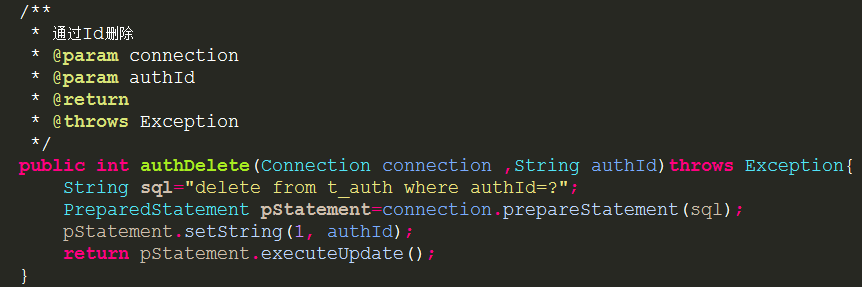 /**
 * 通过Id删除
 * @param connection
 * @param authId
 * @return
 * @throws Exception
 */
public int authDelete(Connection connection ,String authId)throws Exception{
    String sql="delete from t_auth where authId=?";
    PreparedStatement pStatement=connection.prepareStatement(sql);
    pStatement.setString(1, authId);
    return pStatement.executeUpdate();
}